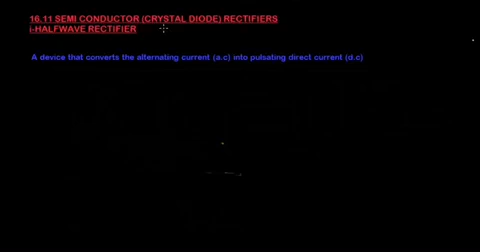 16.11 SEMI CONDUCTOR (CRYSTAL DIODE) RECTIFIERS
i-HALFWAVE RECTIFIER
A device that converts the alternating current (a.c) into pulsating direct current (d.c)